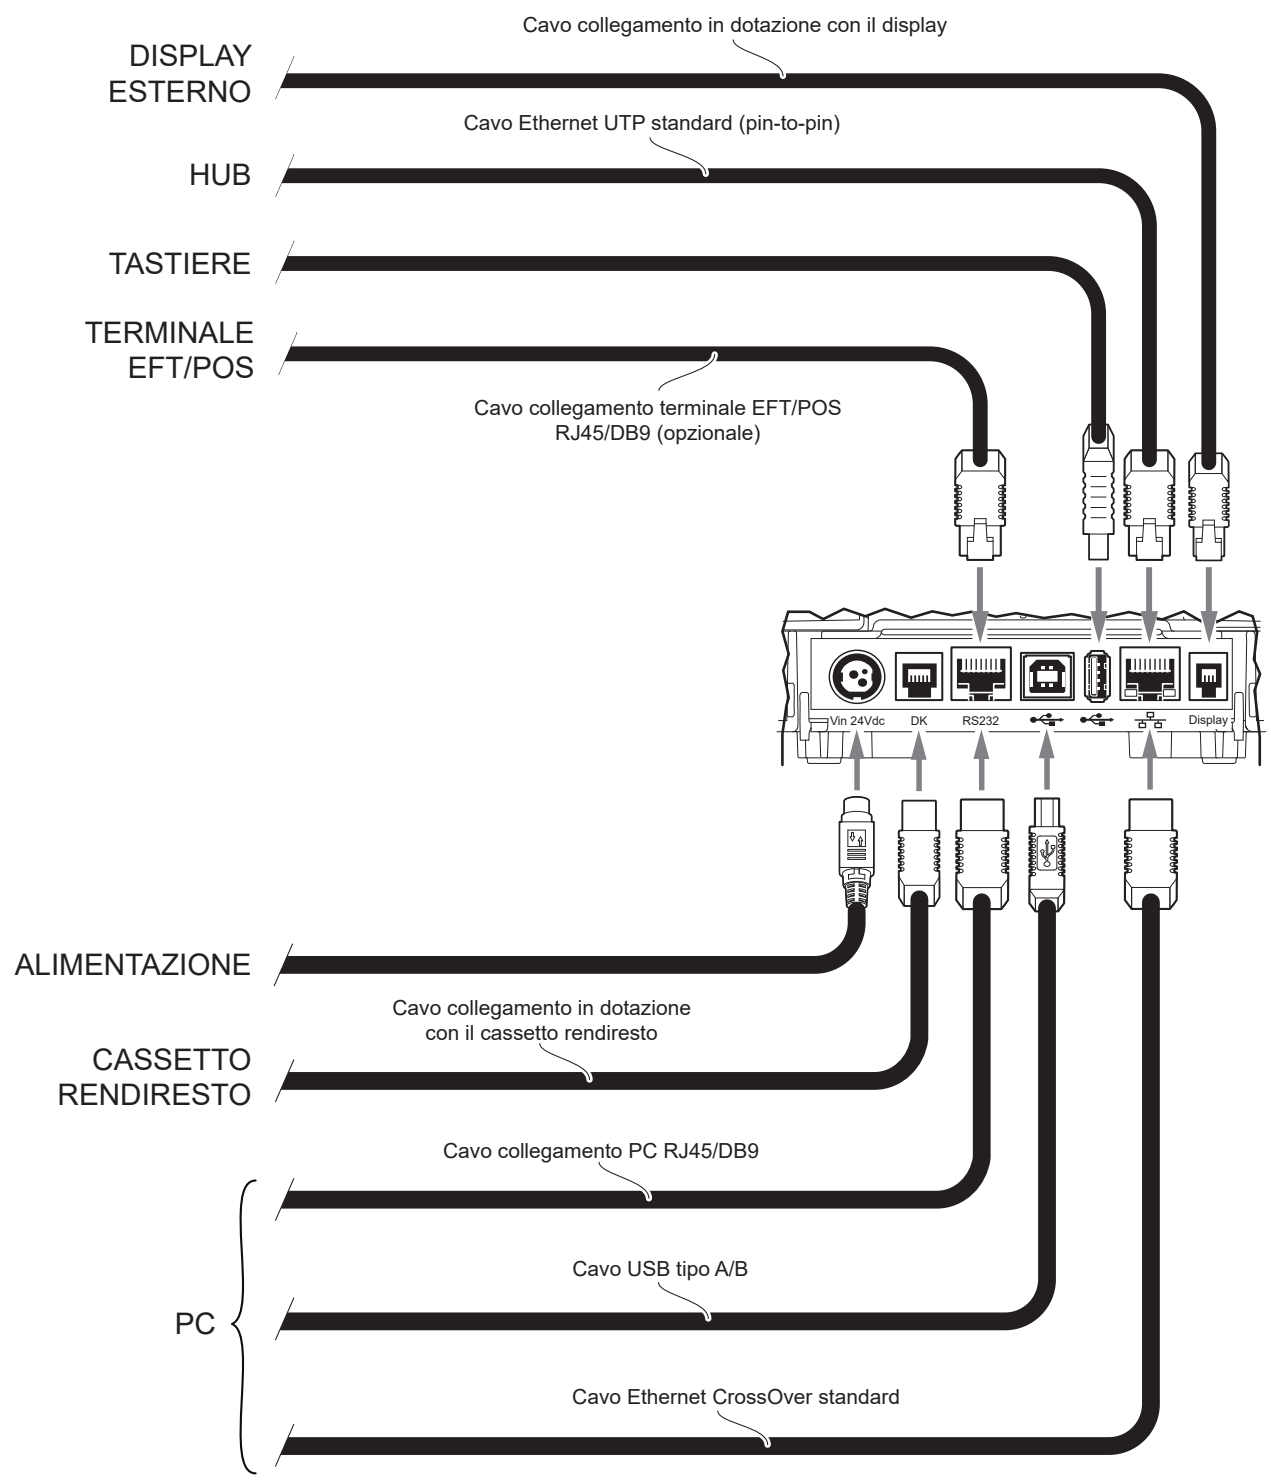 Cavo collegamento in dotazione con il display
DISPLAY
ESTERNO
Cavo Ethernet UTP standard (pin-to-pin)
HUB
TASTIERE
TERMINALE
EFT/POS
Cavo collegamento terminale EFT/POS
RJ45/DB9 (opzionale)
Vin 24Vdc
DK
RS232
Display
ALIMENTAZIONE
Cavo collegamento in dotazione
con il cassetto rendiresto
CASSETTO
RENDIRESTO
Cavo collegamento PC RJ45/DB9
Cavo USB tipo A/B
PC
Cavo Ethernet CrossOver standard